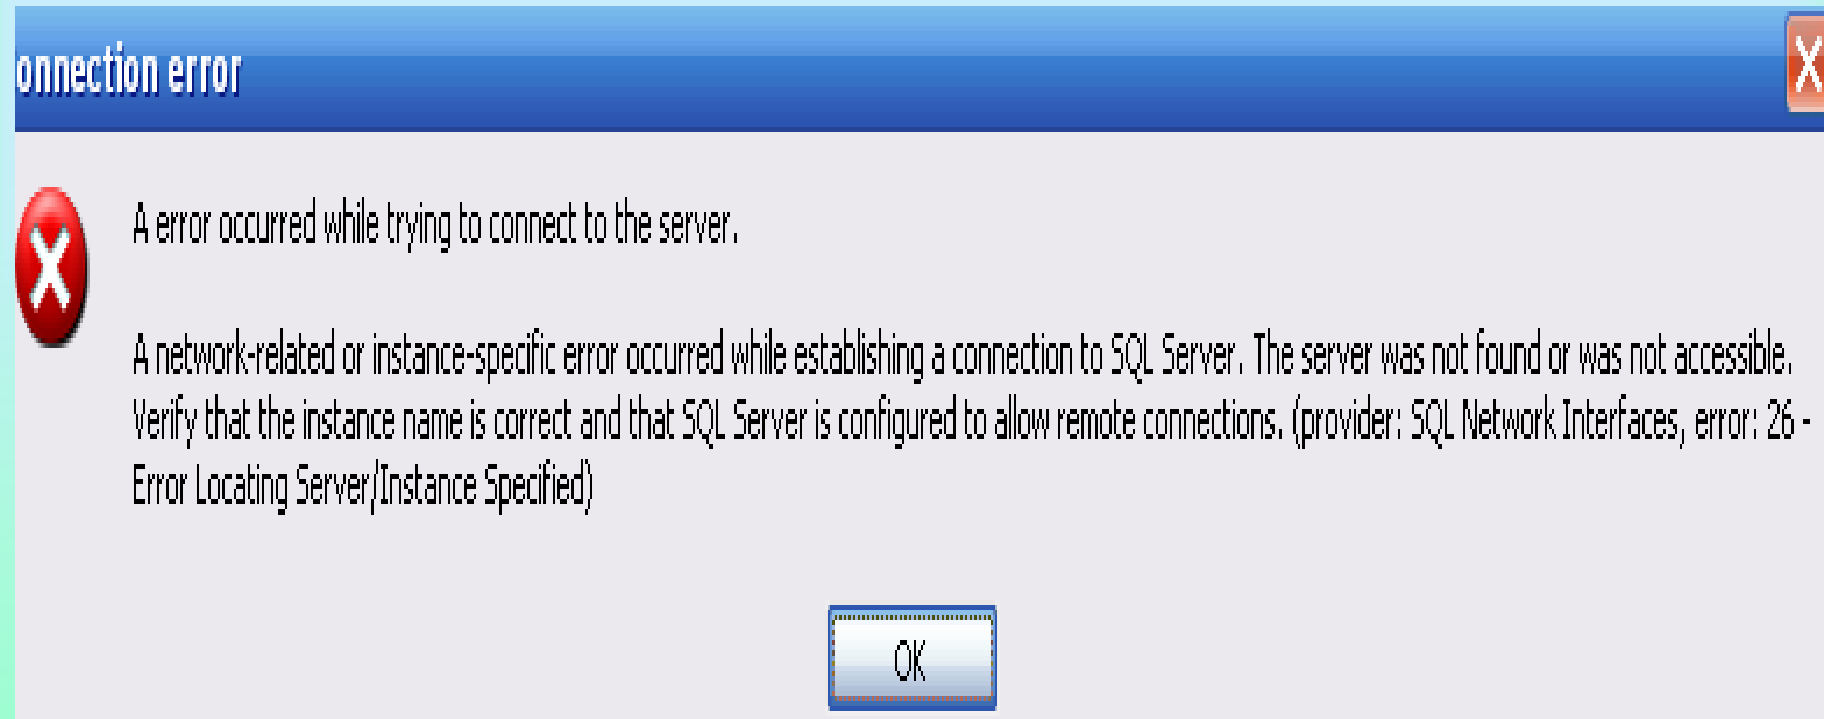 onnection error
X
A error occurred while trying to connect to the server.
A network-related or instance-specific error occurred while establishing a connection to SQL Server. The server was not found or was not accessible.
Verify that the instance name is correct and that SQL Server is configured to allow remote connections. (provider: SQL Network Interfaces, error: 26 -
Error Locating Server/Instance Specified)
OK